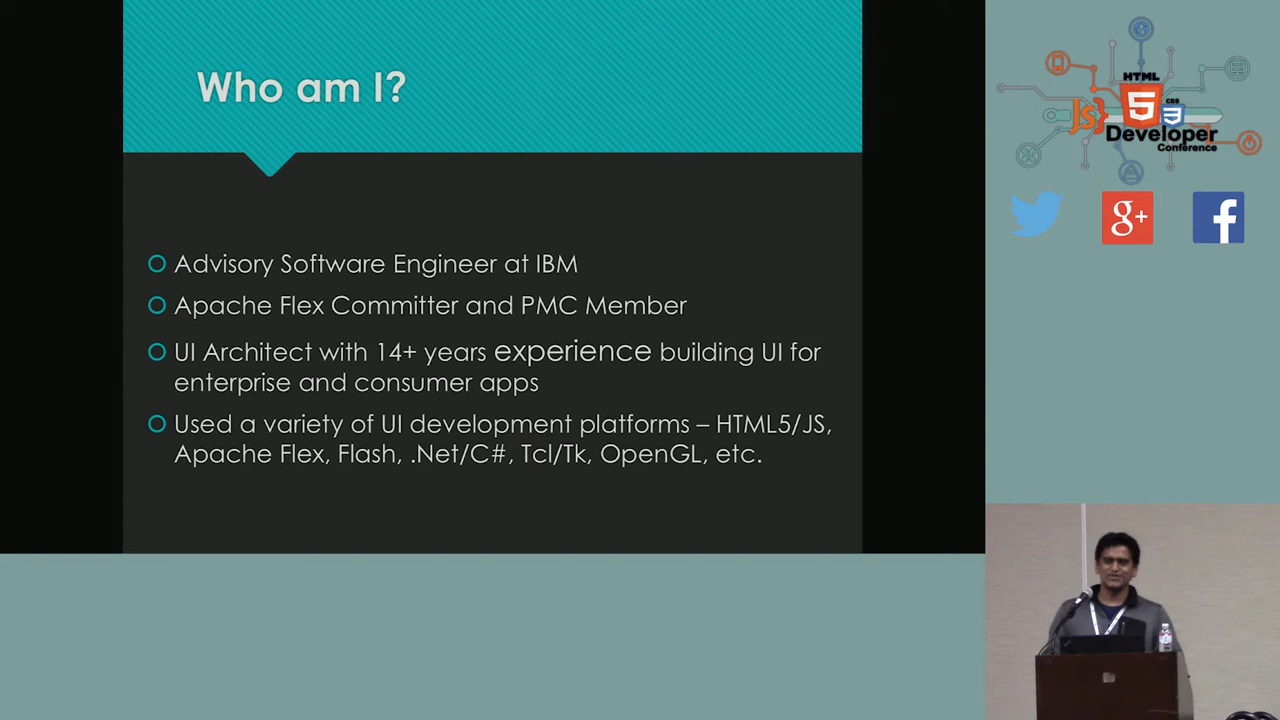 Who am I?
Advisory Software Engineer at IBM
Apache Flex Committer and PMC Member
UI Architect with 14+ years experience building UI for
enterprise and consumer apps
Used a variety of UI development platforms – HTML5/JS,
Apache Flex, Flash, .Net/C#, Tcl/Tk, OpenGL, etc.
HTML
5
CSS
3
JS}
Developer
Conference
g+
f